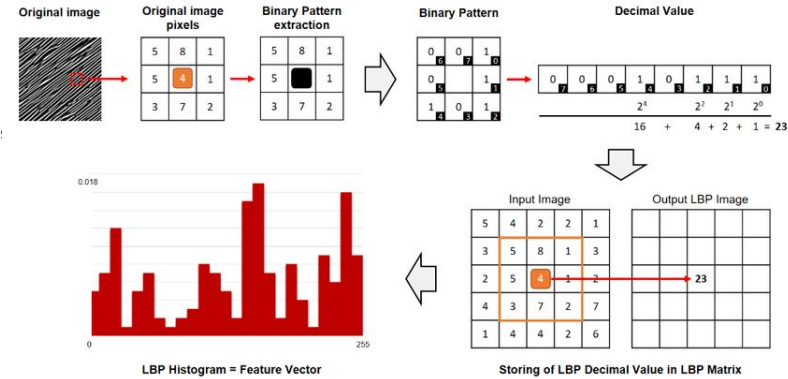 Original image
Original image
pixels
Binary Pattern
extraction
Binary Pattern
Decimal Value
5 8 1
5 4 1
3 7 2
5 8 1
5 1
3 7 2
0 6 0 7 1 0
0 5 1 1
1 4 0 3 1 2
0 7 0 6 0 5 1 4 0 3 1 2 1 1 1 0
2⁴ 2² 2¹ 2⁰
16 + 4 + 2 + 1 = 23
0.018
0
255
LBP Histogram = Feature Vector
Input Image
Output LBP Image
5 4 2 2 1
3 5 8 1 3
2 5 4 1 2
4 3 7 2 7
1 4 4 2 6
23
Storing of LBP Decimal Value in LBP Matrix